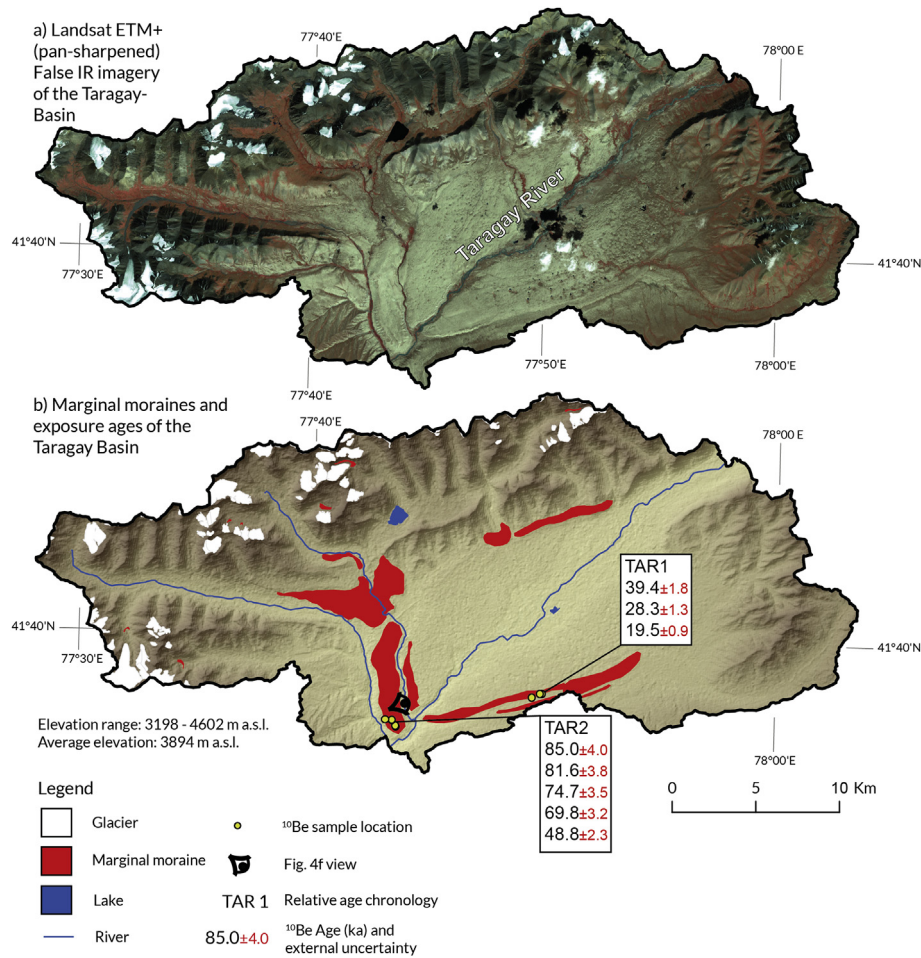 a) Landsat ETM+
(pan-sharpened)
False IR imagery
of the Taragay-
Basin
77°40'E
78°00 E
Taragay River
41°40'N
77°30'E
41°40'N
77°50'E
78°00'E
77°40'E
b) Marginal moraines and
exposure ages of the
Taragay Basin
77°40'E
78°00 E
TAR1
39.4±1.8
28.3±1.3
19.5±0.9
41°40'N
77°30'E
41°40'N
Elevation range: 3198 - 4602 m a.s.l.
Average elevation: 3894 m a.s.l.
TAR2
85.0±4.0
81.6±3.8
74.7±3.5
69.8±3.2
48.8±2.3
78°00'E
0 5 10 Km
Legend
Glacier
Marginal moraine
Lake
River
¹⁰Be sample location
Fig. 4f view
TAR 1 Relative age chronology
85.0±4.0 ¹⁰Be Age (ka) and
external uncertainty